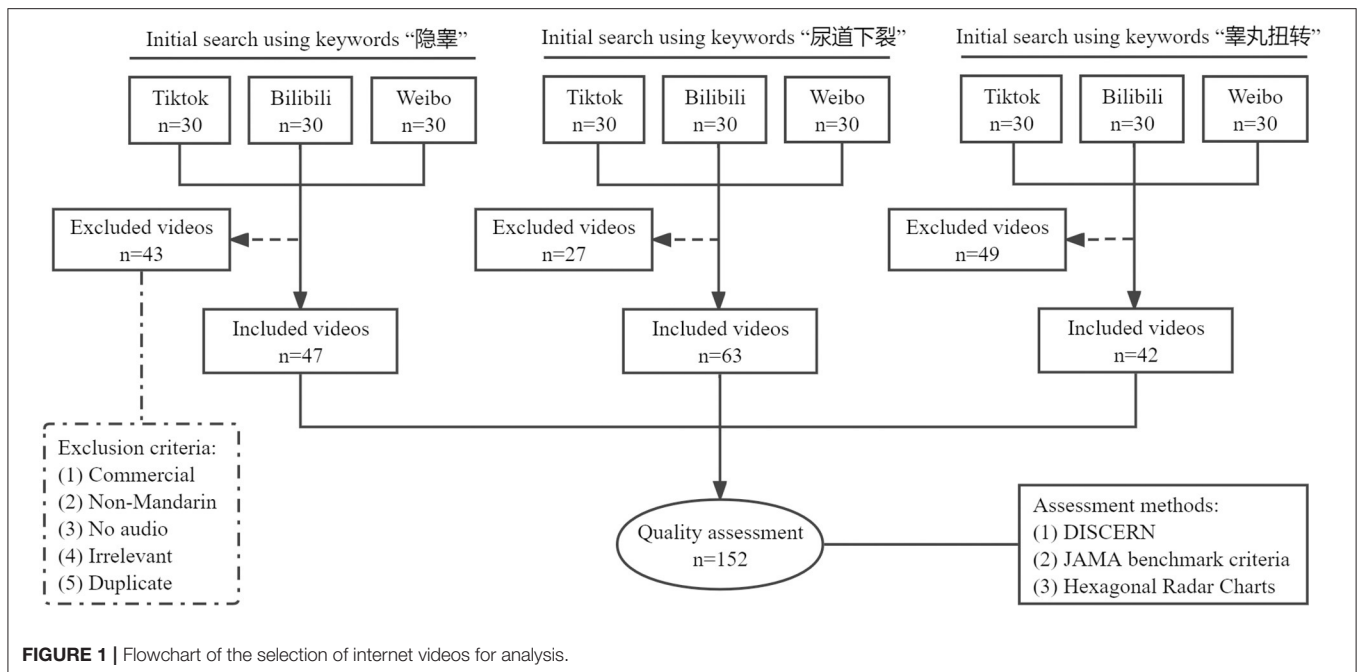 Initial search using keywords “隐睾”
Tiktok
n=30
Bilibili
n=30
Weibo
n=30
Excluded videos
n=43
Included videos
n=47
Initial search using keywords “尿道下裂”
Tiktok
n=30
Bilibili
n=30
Weibo
n=30
Excluded videos
n=27
Included videos
n=63
Initial search using keywords “睾丸扭转”
Tiktok
n=30
Bilibili
n=30
Weibo
n=30
Excluded videos
n=49
Included videos
n=42
Exclusion criteria:
(1) Commercial
(2) Non-Mandarin
(3) No audio
(4) Irrelevant
(5) Duplicate
Quality assessment
n=152
Assessment methods:
(1) DISCERN
(2) JAMA benchmark criteria
(3) Hexagonal Radar Charts
FIGURE 1 | Flowchart of the selection of internet videos for analysis.